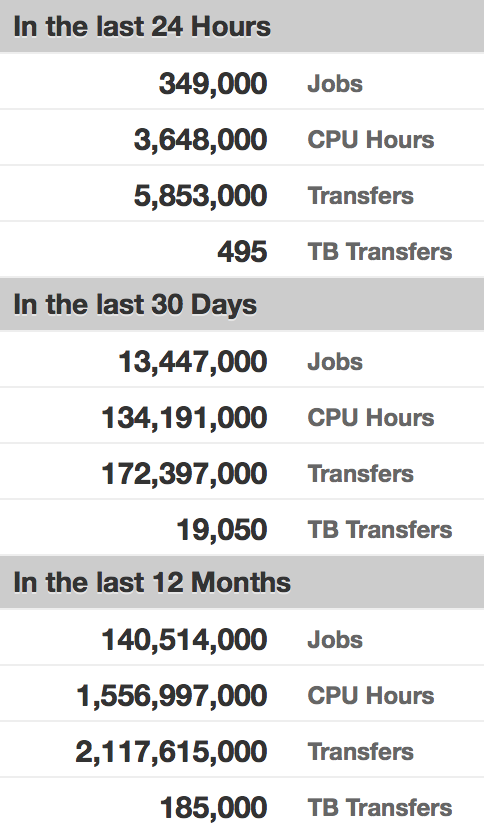 In the last 24 Hours
349,000 Jobs
3,648,000 CPU Hours
5,853,000 Transfers
495 TB Transfers
In the last 30 Days
13,447,000 Jobs
134,191,000 CPU Hours
172,397,000 Transfers
19,050 TB Transfers
In the last 12 Months
140,514,000 Jobs
1,556,997,000 CPU Hours
2,117,615,000 Transfers
185,000 TB Transfers